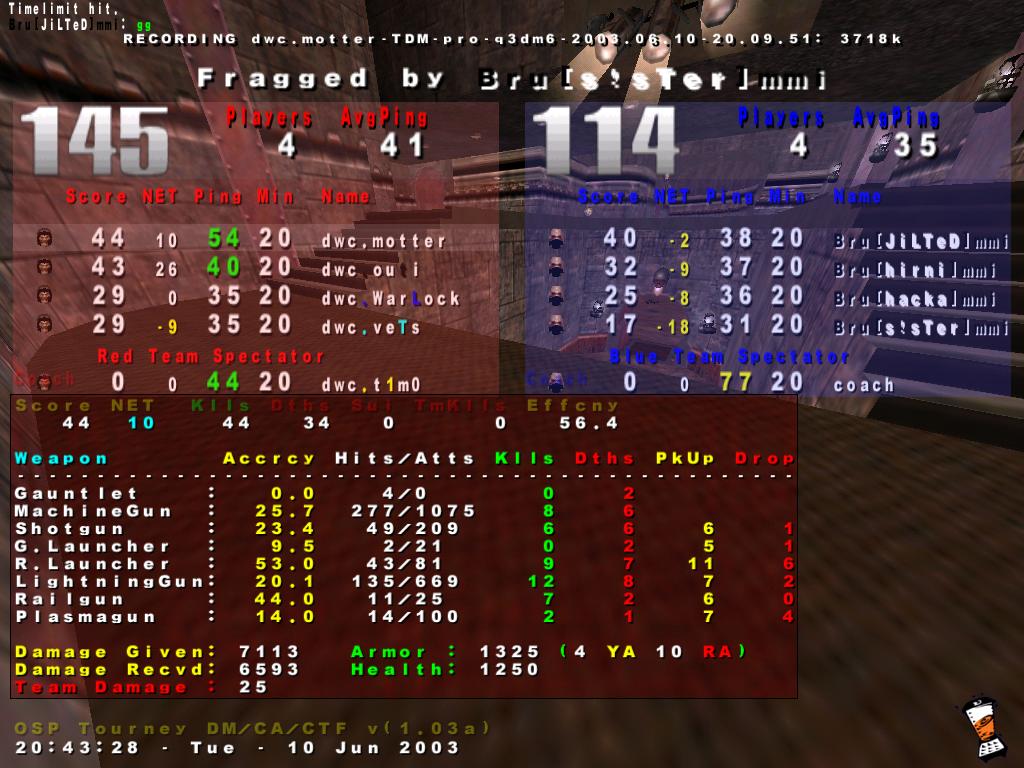 Timelimit hit.
Bru[JiLTeD]mmi: gg
RECORDING dwc.motter-TDM-pro-q3dm6-2003.06.10-20.09.51: 3718k
Fragged by Bru[s!sTer]mmi
145 Players AvgPing
4 41
Score NET Ping Min Name
44 10 54 20 dwc.motter
43 26 40 20 dwc
29 0 35 20 dwc.WarLock
29 -9 35 20 dwc.veTs
Red Team Spectator
Coach 0 0 44 20 dwc.t1m0
114 Players AvgPing
4 35
Score NET Ping Min Name
40 -2 38 20 Bru[JiLTeD]mmi
32 -9 37 20 Bru[hirni]mmi
25 -8 36 20 Bru[hacka]mmi
17 -18 31 20 Bru[s!sTer]mmi
Blue Team Spectator
Coach 0 0 77 20 coach
Score NET Klls Dths Sui TmKlls Effcny
44 10 44 34 0 0 56.4
Weapon Accrcy Hits/Atts Klls Dths PkUp Drop
Gauntlet : 0.0 4/0 0 2
MachineGun : 25.7 277/1075 8 6
Shotgun : 23.4 49/209 6 6 6 1
G.Launcher : 9.5 2/21 0 2 5 1
R.Launcher : 53.0 43/81 9 7 11 6
LightningGun: 20.1 135/669 12 8 7 2
Railgun : 44.0 11/25 7 2 6 0
Plasmagun : 14.0 14/100 2 1 7 4
Damage Given: 7113 Armor : 1325 (4 YA 10 RA)
Damage Recvd: 6593 Health: 1250
Team Damage : 25
OSP Tourney DM/CA/CTF v(1.03a)
20:43:28 - Tue - 10 Jun 2003